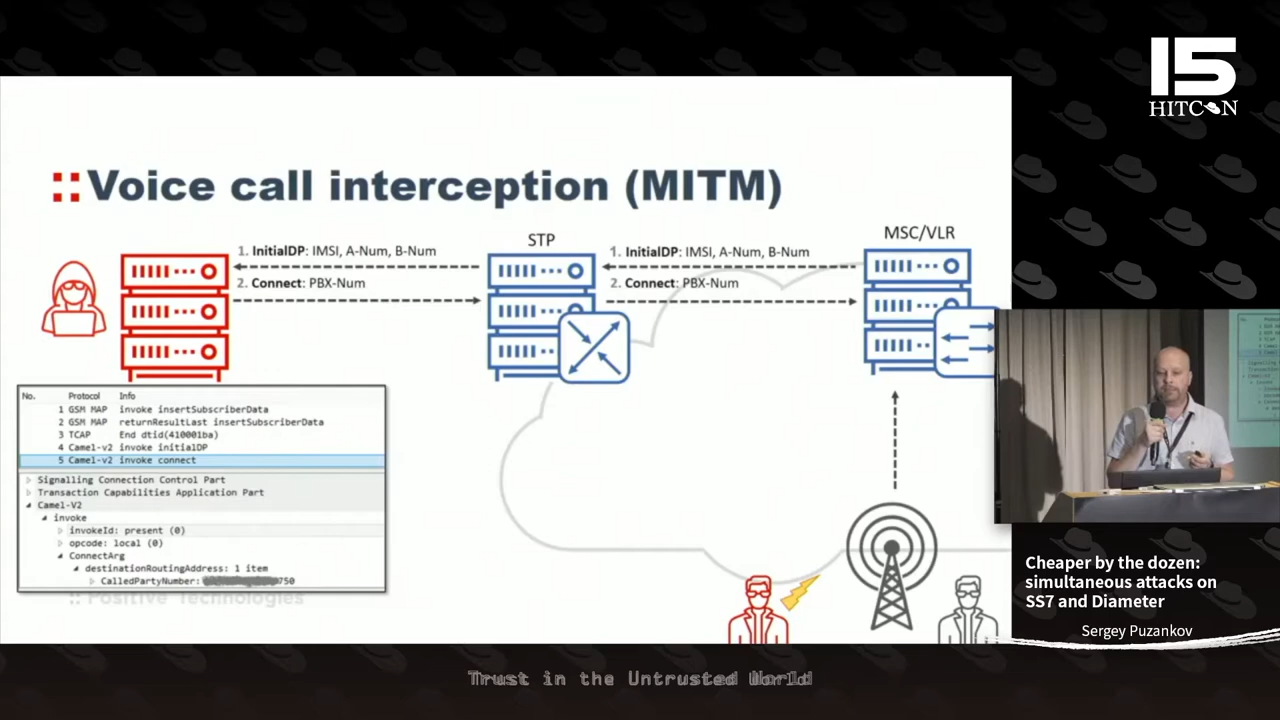 15
HITCON
:: Voice call interception (MITM)
STP
MSC/VLR
1. InitialDP: IMSI, A-Num, B-Num
1. InitialDP: IMSI, A-Num, B-Num
2. Connect: PBX-Num
2. Connect: PBX-Num
No. Protocol Info
1 GSM MAP invoke insertSubscriberData
2 GSM MAP returnResultLast insertSubscriberData
3 TCAP End dtid(410001ba)
4 Camel-v2 invoke initialDP
5 Camel-v2 invoke connect
Signalling Connection Control Part
Transaction Capabilities Application Part
Camel-V2
invoke
invokeId: present (0)
opcode: local (0)
ConnectArg
destinationRoutingAddress: 1 item
CalledPartyNumber: 750
:: Positive Technologies
Cheaper by the dozen:
simultaneous attacks on
SS7 and Diameter
Sergey Puzankov
Trust in the Untrusted World